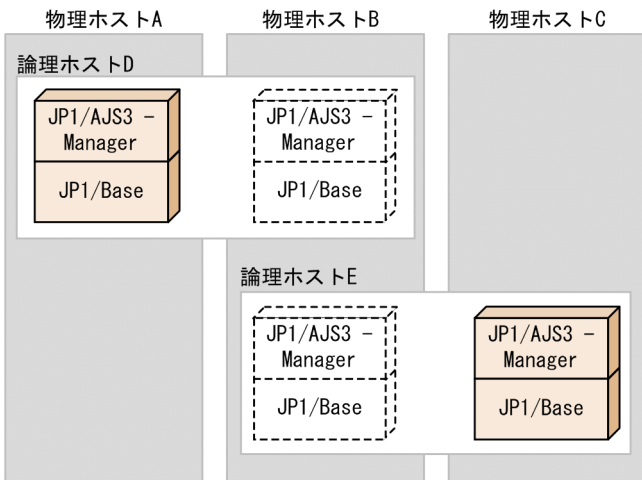 物理ホストA
物理ホストB
物理ホストC
論理ホストD
JP1/AJS3 −
Manager
JP1/Base
JP1/AJS3 −
Manager
JP1/Base
論理ホストE
JP1/AJS3 −
Manager
JP1/Base
JP1/AJS3 −
Manager
JP1/Base